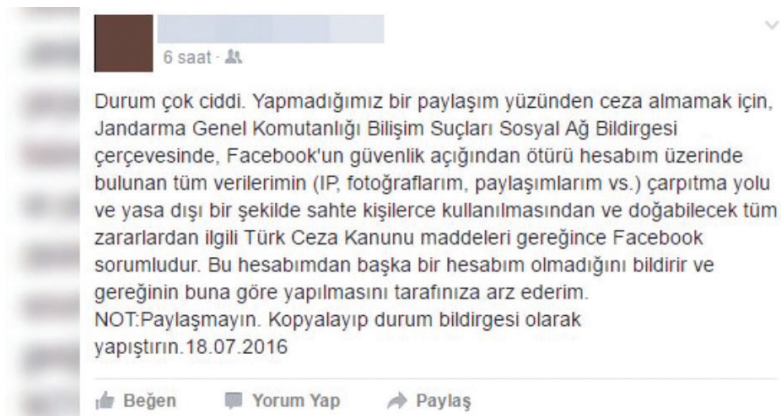 6 saat ·
Durum çok ciddi. Yapmadığımız bir paylaşım yüzünden ceza almamak için,
Jandarma Genel Komutanlığı Bilişim Suçları Sosyal Ağ Bildirgesi
çerçevesinde, Facebook'un güvenlik açığından ötürü hesabım üzerinde
bulunan tüm verilerimin (IP, fotoğraflarım, paylaşımlarım vs.) çarpıtma yolu
ve yasa dışı bir şekilde sahte kişilerce kullanılmasından ve doğabilecek tüm
zararlardan ilgili Türk Ceza Kanunu maddeleri gereğince Facebook
sorumludur. Bu hesabımdan başka bir hesabım olmadığını bildirir ve
gereğinin buna göre yapılmasını tarafınıza arz ederim.
NOT:Paylaşmayın. Kopyalayıp durum bildirgesi olarak
yapıştırın.18.07.2016
Beğen Yorum Yap Paylaş